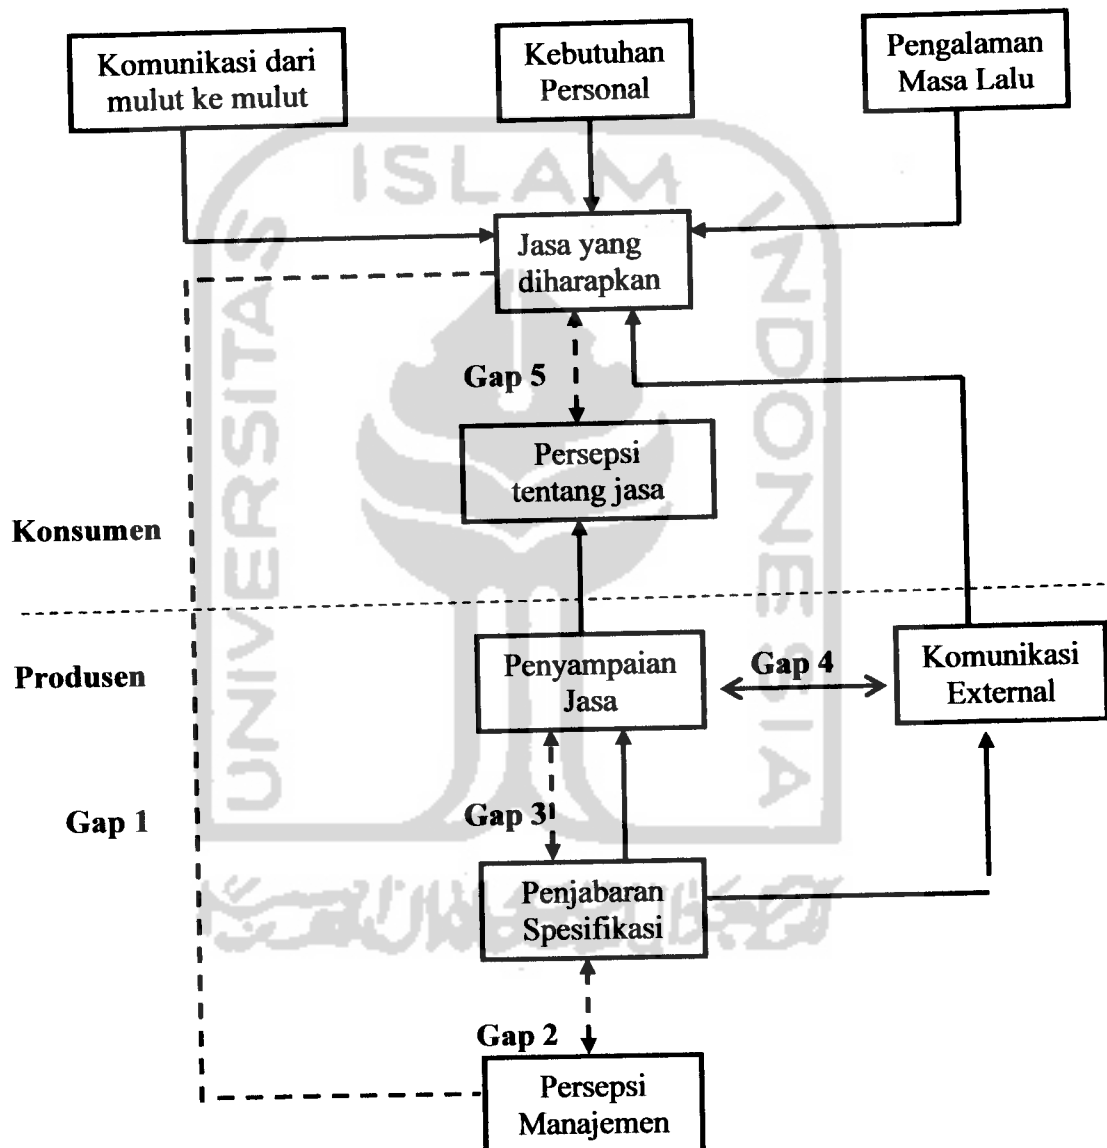 Komunikasi dari
mulut ke mulut
Kebutuhan
Personal
Pengalaman
Masa Lalu
Jasa yang
diharapkan
Gap 5
Persepsi
tentang jasa
Konsumen
Produsen
Penyampaian
Jasa
Gap 4
Komunikasi
External
Gap 1
Gap 3
Penjabaran
Spesifikasi
Gap 2
Persepsi
Manajemen
UNIVERSITAS
ISLAM
INDONESIA